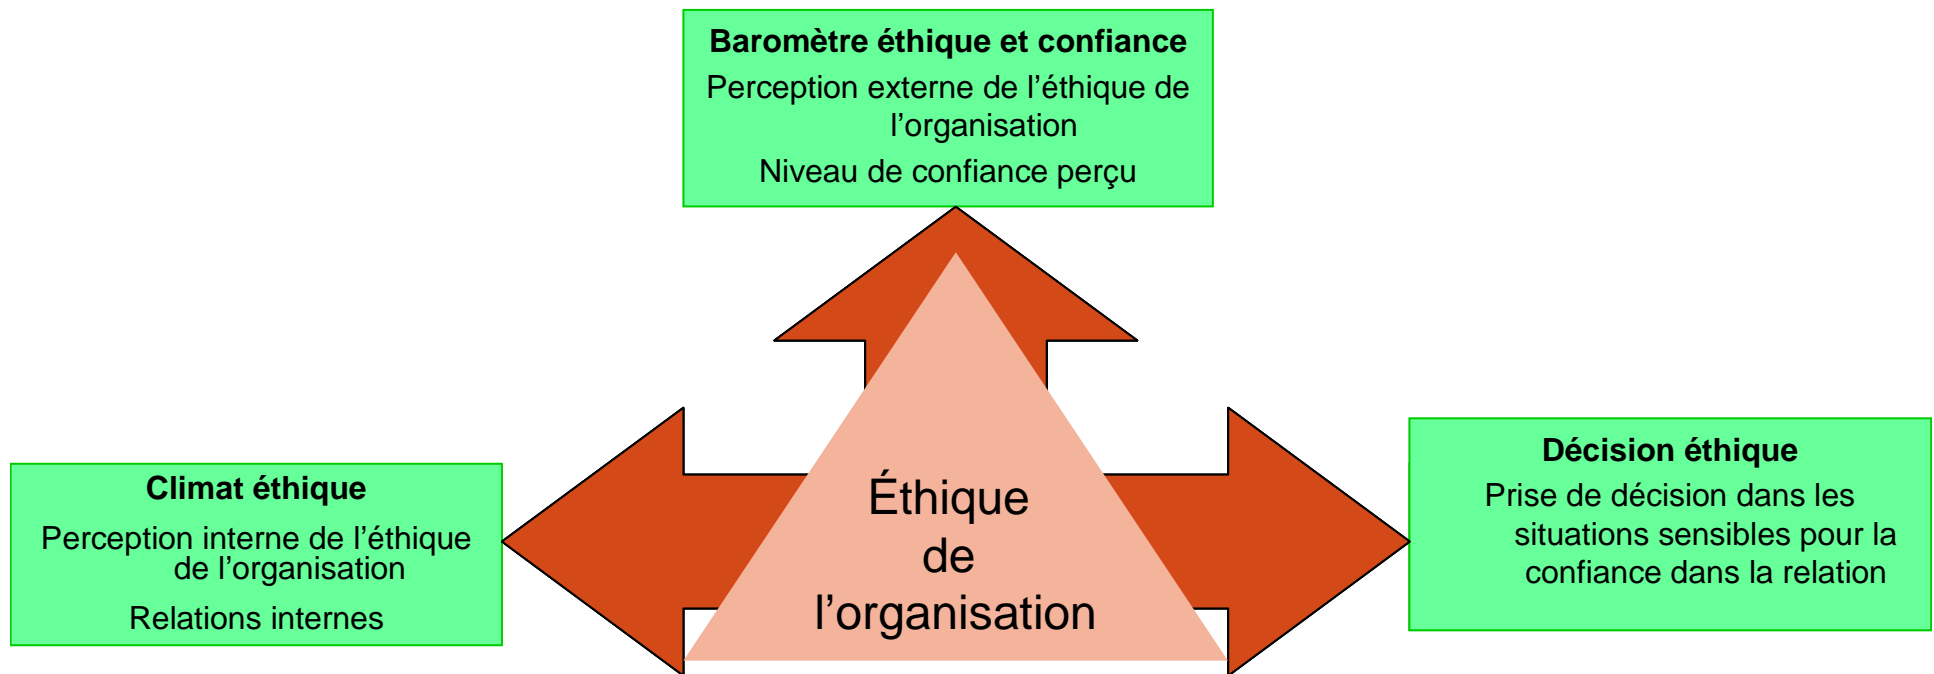 Baromètre éthique et confiance
Perception externe de l’éthique de
l’organisation
Niveau de confiance perçu
Climat éthique
Perception interne de l’éthique
de l’organisation
Relations internes
Éthique
de
l’organisation
Décision éthique
Prise de décision dans les
situations sensibles pour la
confiance dans la relation